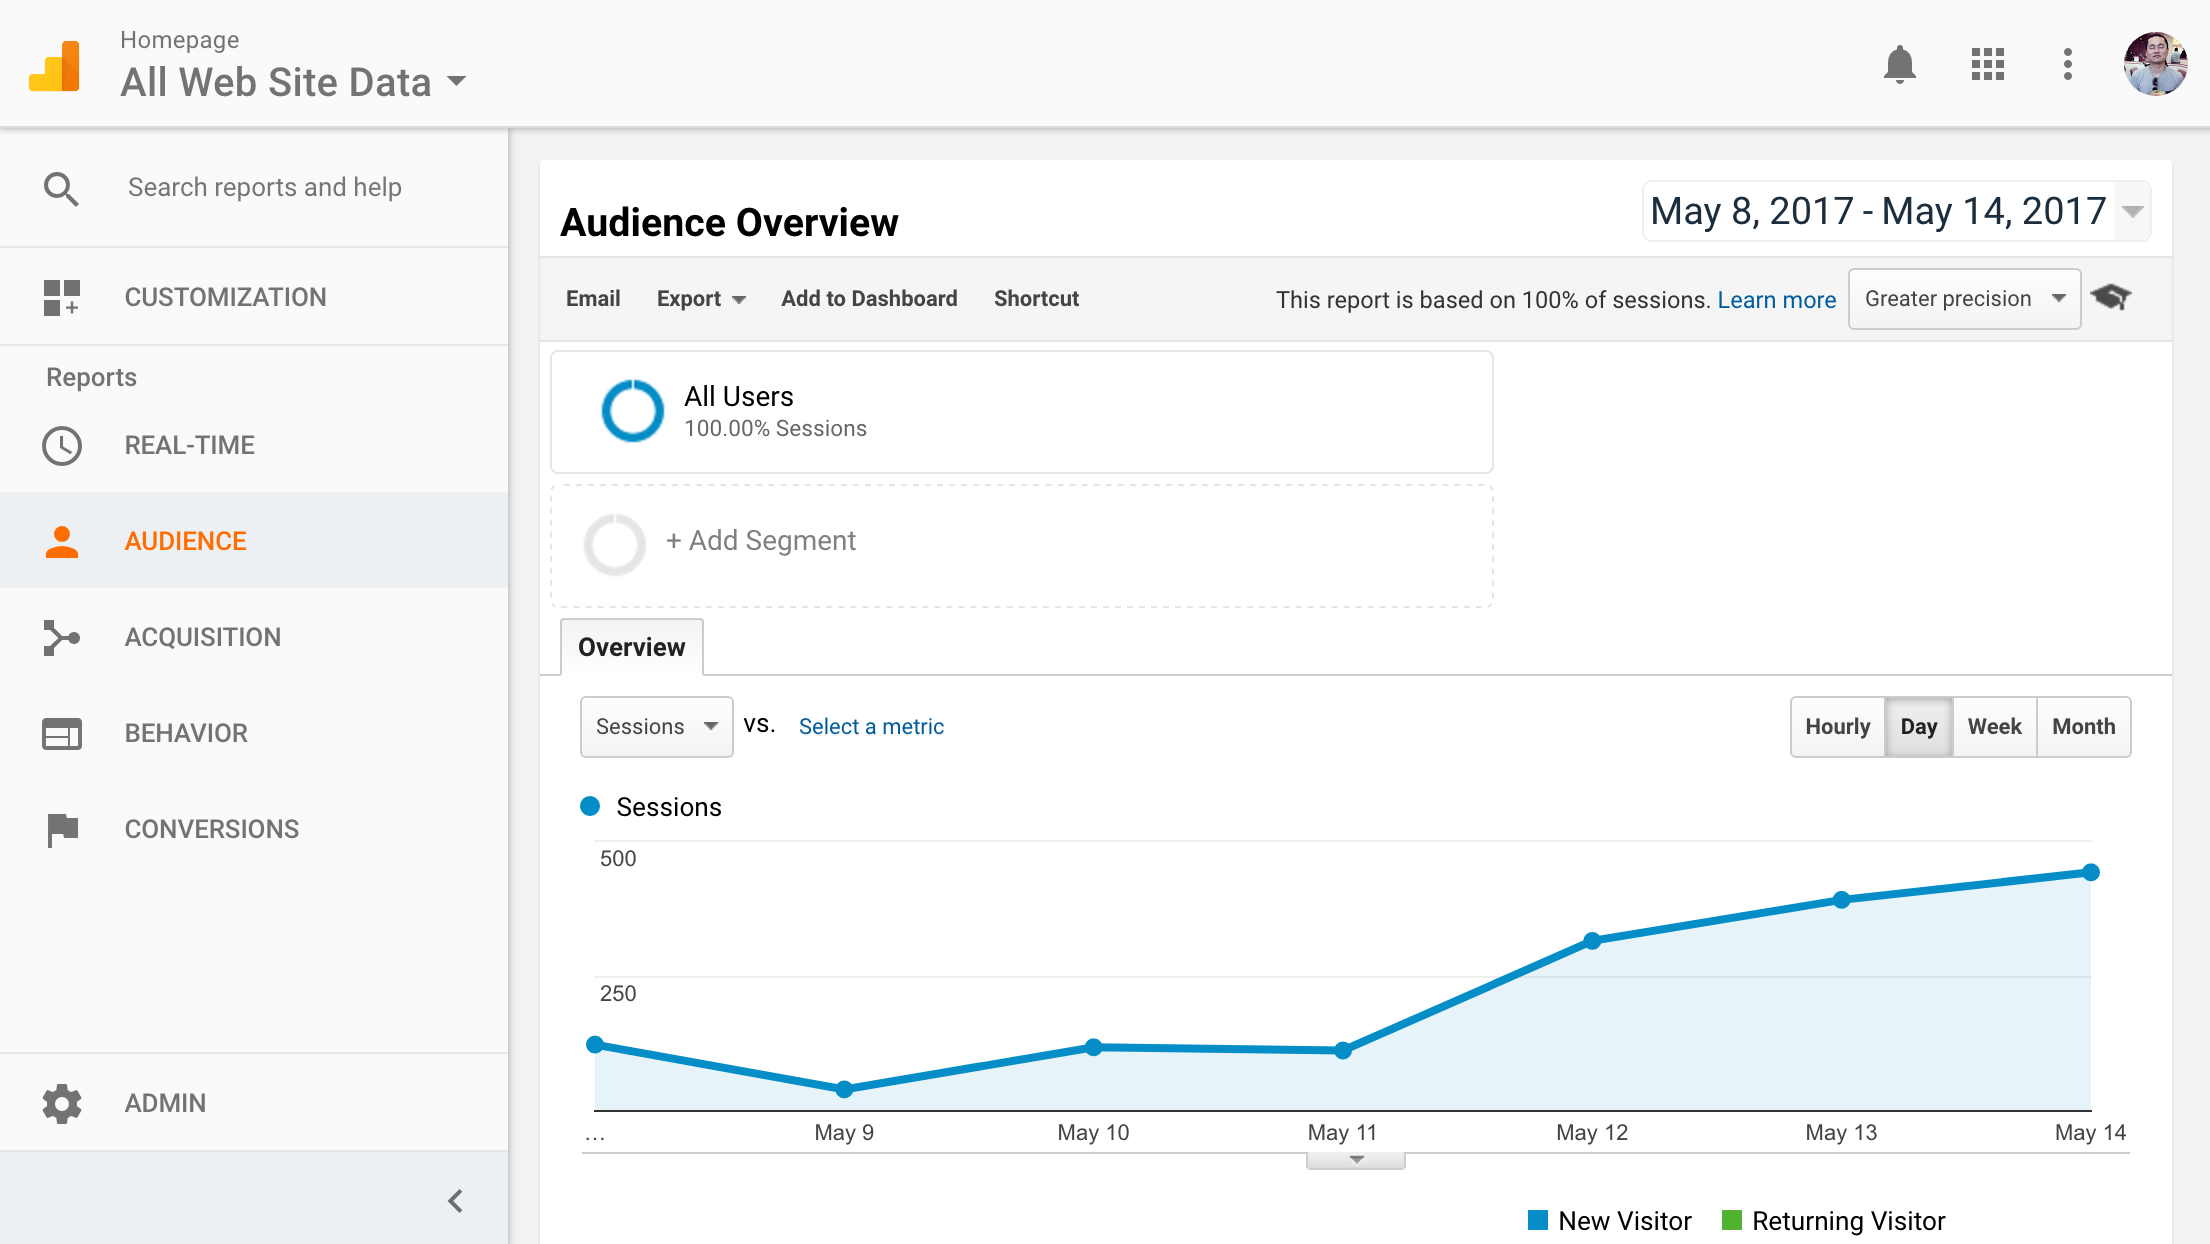 Homepage
All Web Site Data
Search reports and help
CUSTOMIZATION
Reports
REAL-TIME
AUDIENCE
ACQUISITION
BEHAVIOR
CONVERSIONS
ADMIN
Audience Overview
May 8, 2017 - May 14, 2017
Email Export Add to Dashboard Shortcut
This report is based on 100% of sessions. Learn more
Greater precision
All Users
100.00% Sessions
+ Add Segment
Overview
Sessions vs. Select a metric
Hourly Day Week Month
Sessions
500
250
... May 9 May 10 May 11 May 12 May 13 May 14
New Visitor Returning Visitor